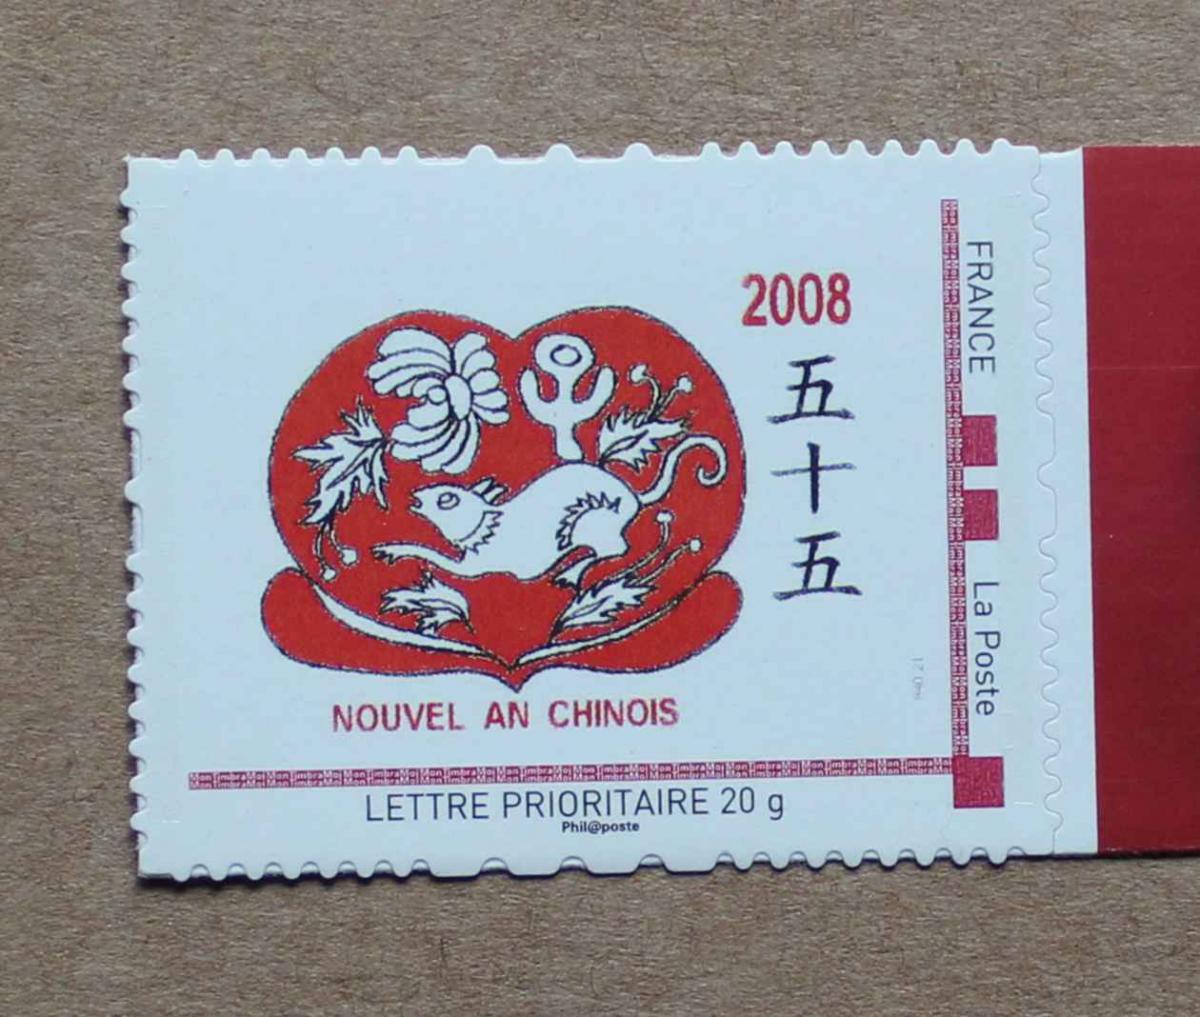 2008
五十五
FRANCE
La Poste
NOUVEL AN CHINOIS
LETTRE PRIORITAIRE 20 g
Phil@poste